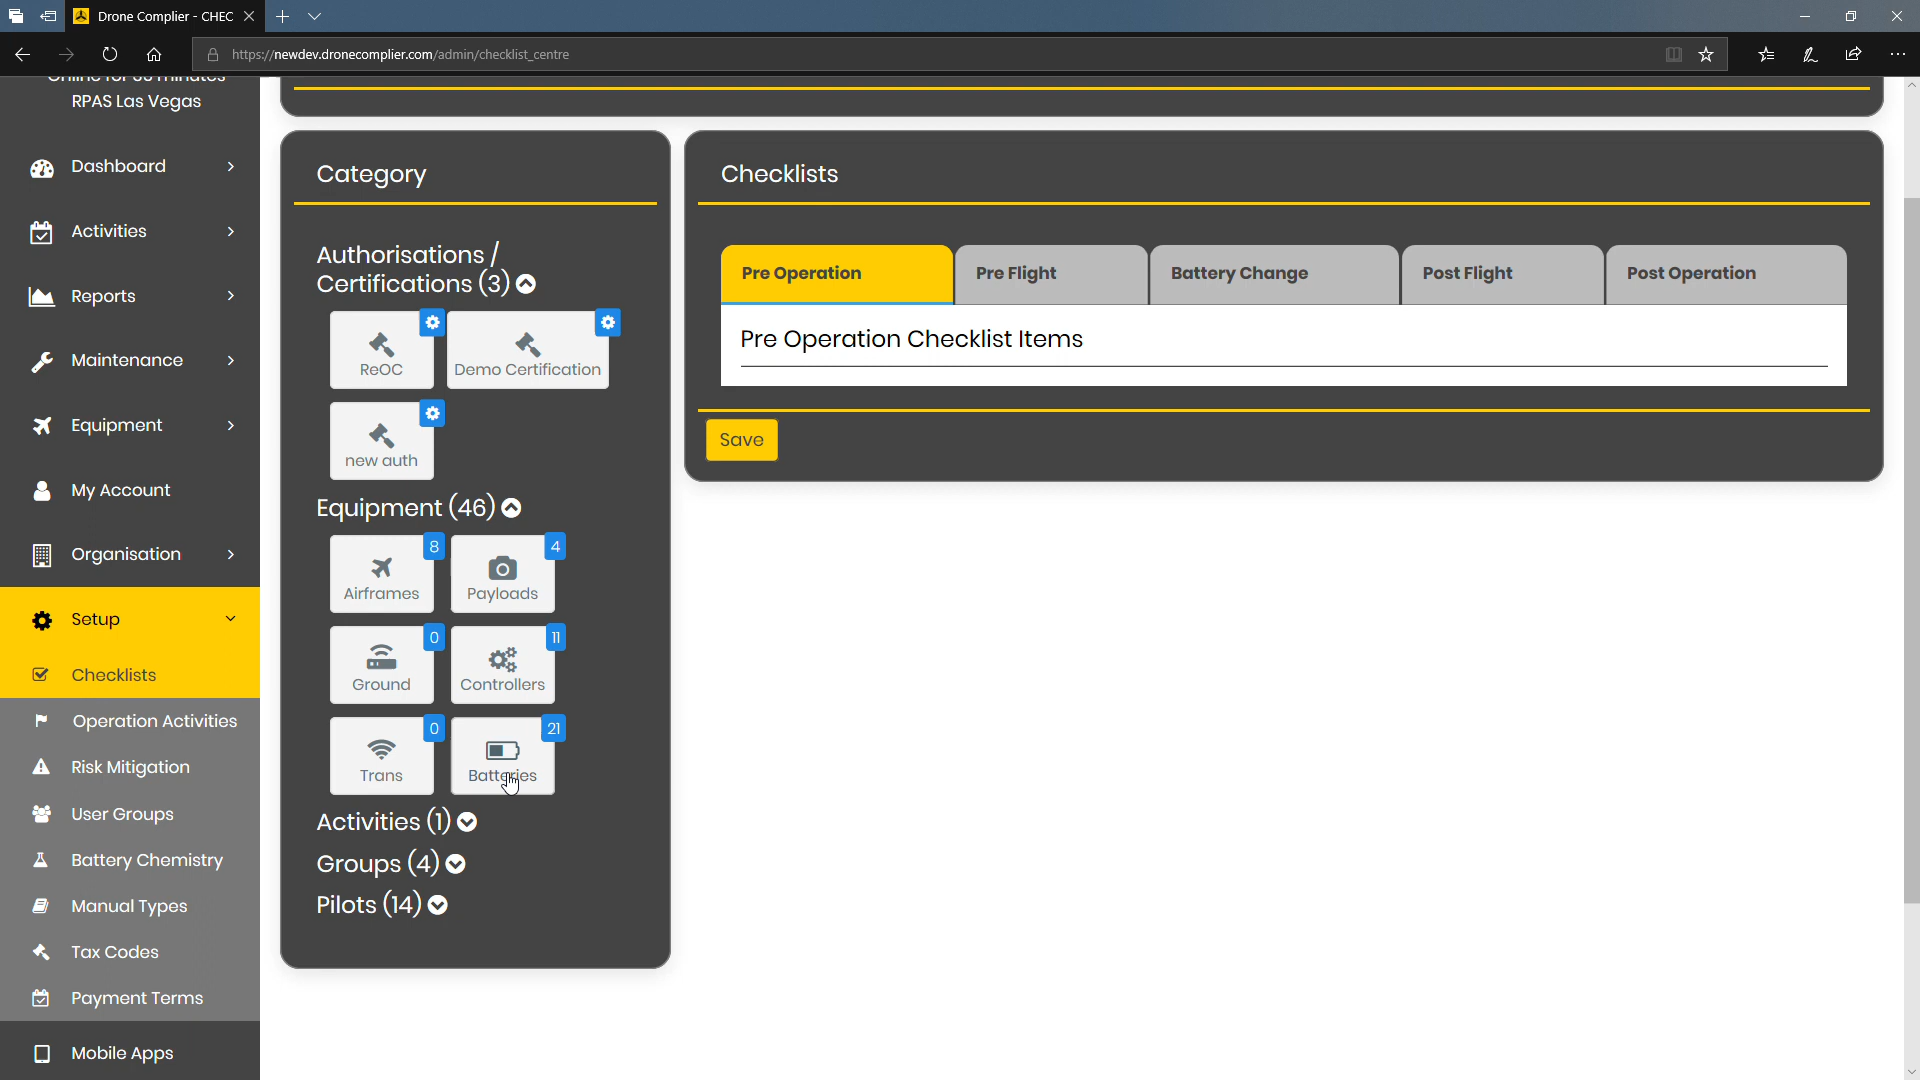 Drone Complier - CHEC
https://newdev.dronecomplier.com/admin/checklist_centre
RPAS Las Vegas
Dashboard
Activities
Reports
Maintenance
Equipment
My Account
Organisation
Setup
Checklists
Operation Activities
Risk Mitigation
User Groups
Battery Chemistry
Manual Types
Tax Codes
Payment Terms
Mobile Apps
Category
Authorisations /
Certifications (3)
ReOC
Demo Certification
new auth
Equipment (46)
8
Airframes
4
Payloads
0
Ground
11
Controllers
0
Trans
21
Batteries
Activities (1)
Groups (4)
Pilots (14)
Checklists
Pre Operation
Pre Flight
Battery Change
Post Flight
Post Operation
Pre Operation Checklist Items
Save